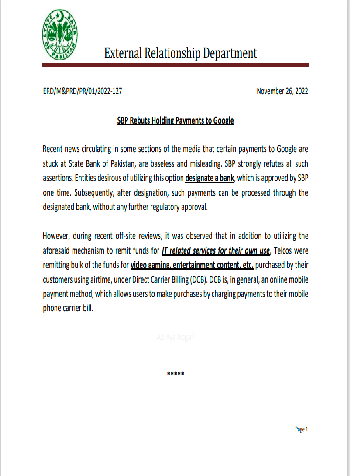 External Relationship Department
ERD/M&PRD/PR/01/2022-127 November 26, 2022
SBP Rebuts Holding Payments to Google
Recent news circulating in some sections of the media that certain payments to Google are
stuck at State Bank of Pakistan, are baseless and misleading. SBP strongly refutes all such
assertions. Entities desirous of utilizing this option designate a bank, which is approved by SBP
one time. Subsequently, after designation, such payments can be processed through the
designated bank, without any further regulatory approval.
However, during recent off-site reviews, it was observed that in addition to utilizing the
aforesaid mechanism to remit funds for IT related services for their own use, Telcos were
remitting bulk of the funds for video gaming, entertainment content, etc. purchased by their
customers using airtime, under Direct Carrier Billing (DCB). DCB is, in general, an online mobile
payment method, which allows users to make purchases by charging payments to their mobile
phone carrier bill.
*****
Page 1